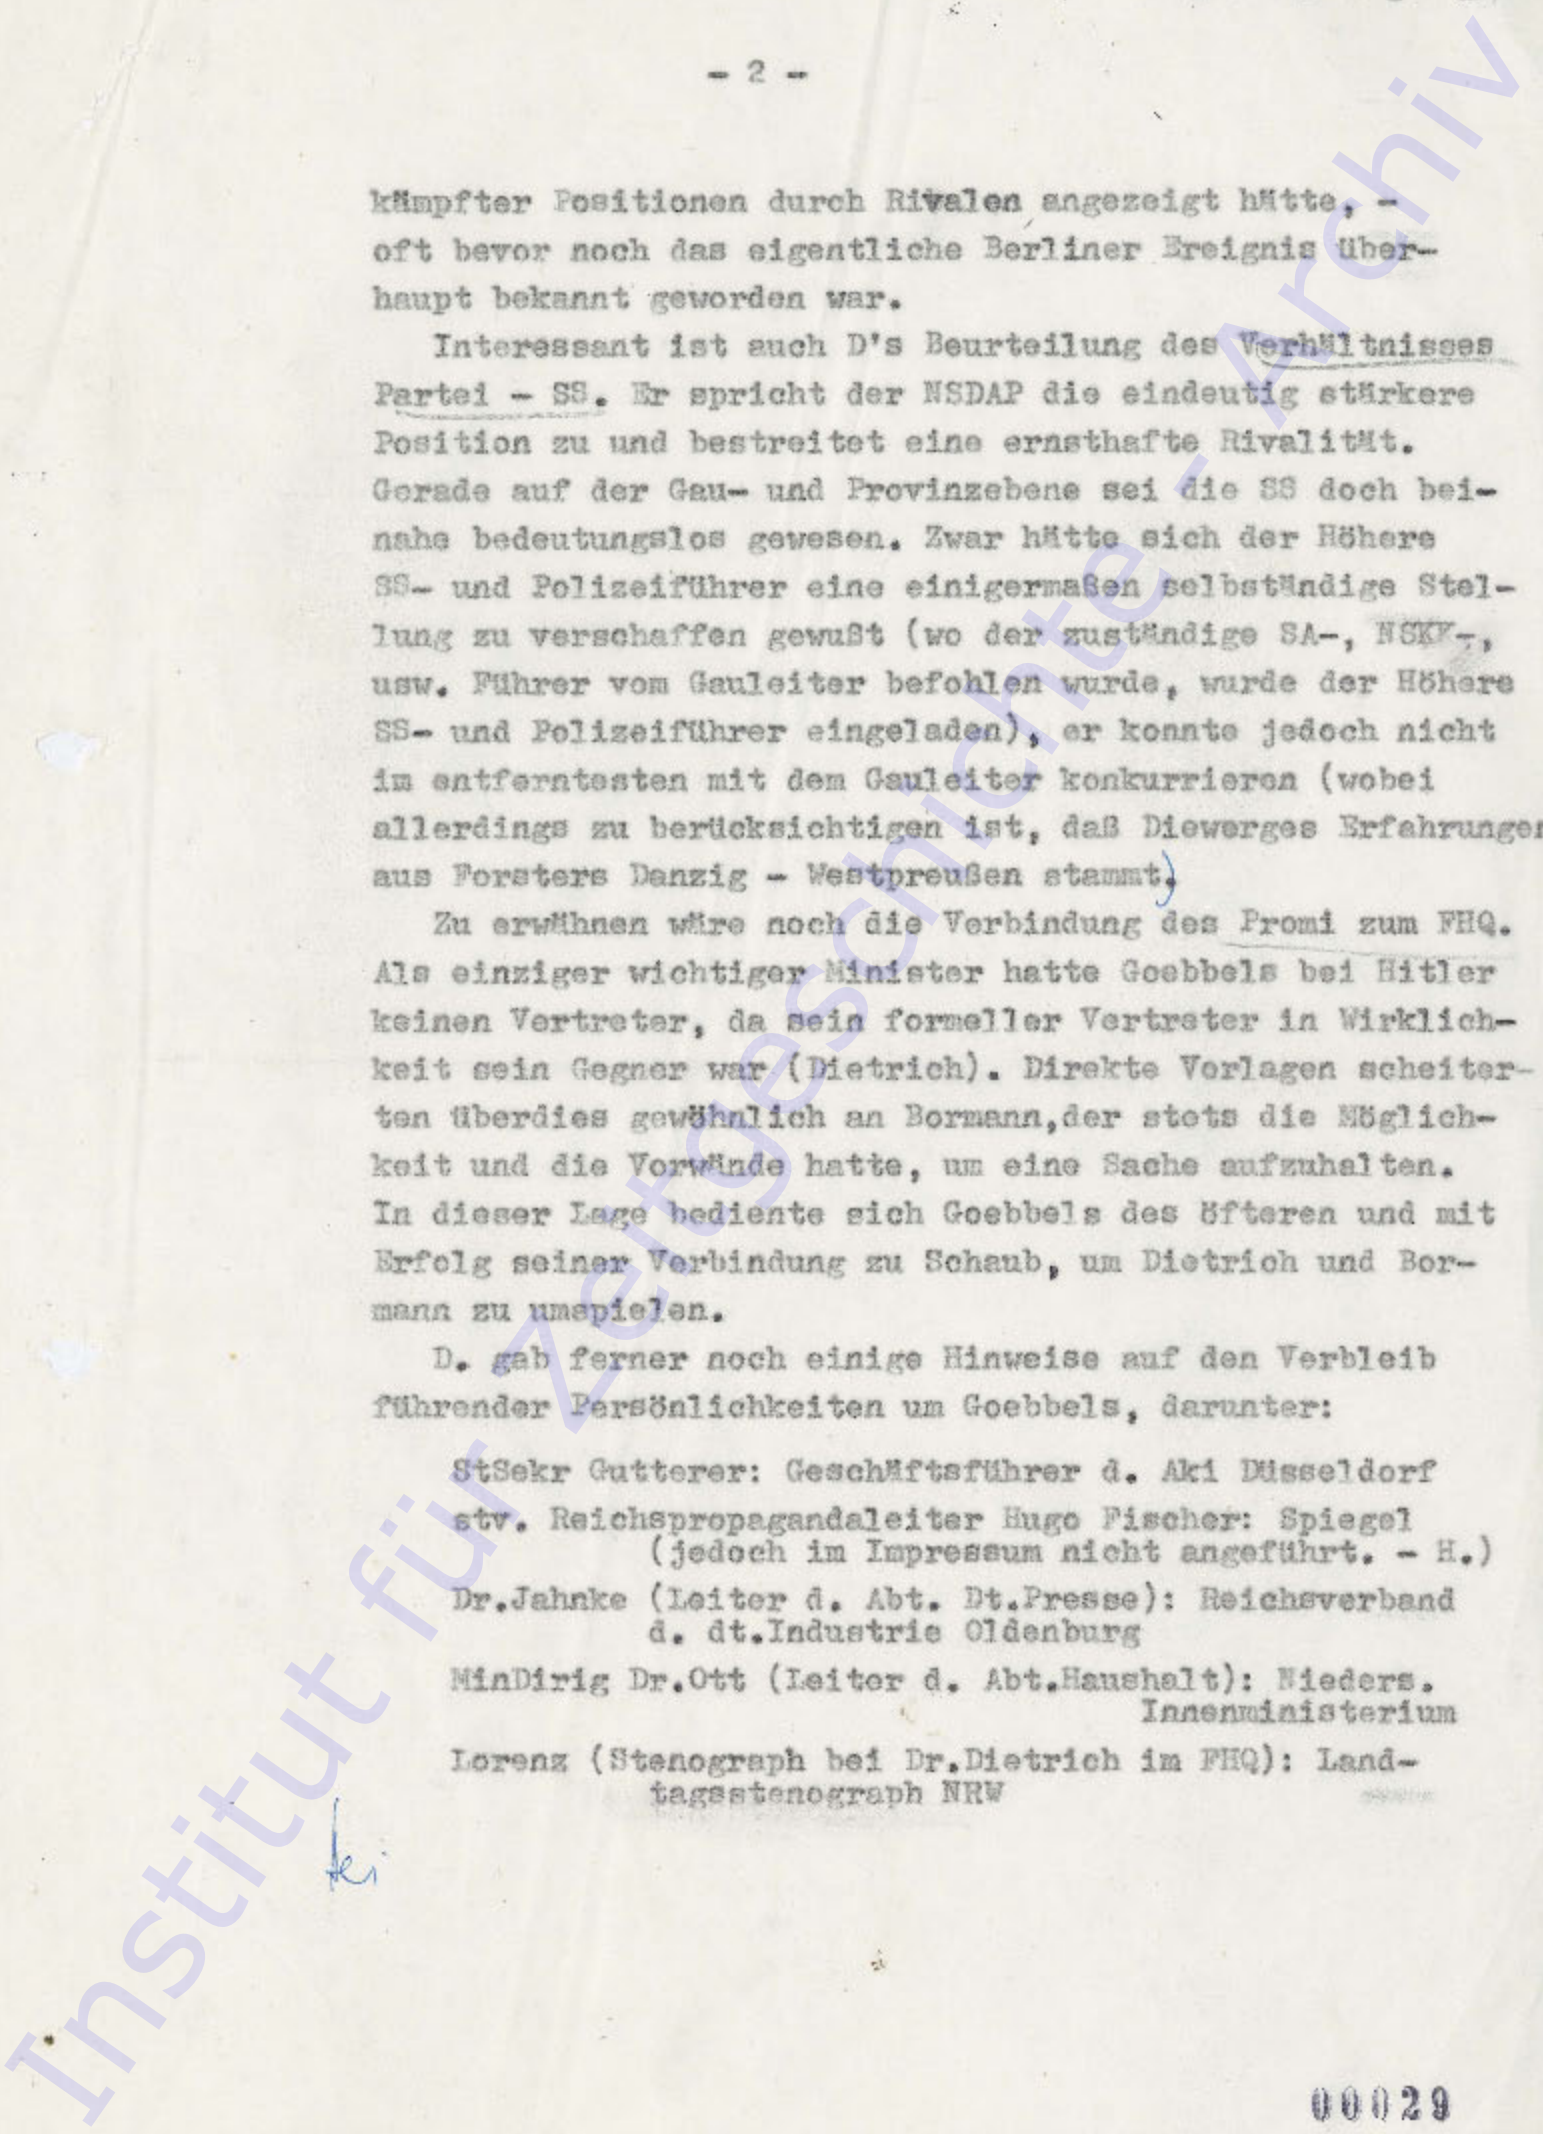 - 2 -
kämpfter Positionen durch Rivalen angezeigt hätte, -
oft bevor noch das eigentliche Berliner Ereignis über-
haupt bekannt geworden war.
Interessant ist auch D's Beurteilung des Verhältnisses
Partei - SS. Er spricht der NSDAP die eindeutig stärkere
Position zu und bestreitet eine ernsthafte Rivalität.
Gerade auf der Gau- und Provinzebene sei die SS doch bei-
nahe bedeutungslos gewesen. Zwar hätte sich der Höhere
SS- und Polizeiführer eine einigermaßen selbständige Stel-
lung zu verschaffen gewußt (wo der zuständige SA-, NSKK-,
usw. Führer vom Gauleiter befohlen wurde, wurde der Höhere
SS- und Polizeiführer eingeladen), er konnte jedoch nicht
im entferntesten mit dem Gauleiter konkurrieren (wobei
allerdings zu berücksichtigen ist, daß Diewerges Erfahrungen
aus Forsters Danzig - Westpreußen stammt.)
Zu erwähnen wäre noch die Verbindung des Promi zum FHQ.
Als einziger wichtiger Minister hatte Goebbels bei Hitler
keinen Vertreter, da sein formeller Vertreter in Wirklich-
keit sein Gegner war (Dietrich). Direkte Vorlagen scheiter-
ten überdies gewöhnlich an Bormann,der stets die Möglich-
keit und die Vorwände hatte, um eine Sache aufzuhalten.
In dieser Lage bediente sich Goebbels des öfteren und mit
Erfolg seiner Verbindung zu Schaub, um Dietrich und Bor-
mann zu umspielen.
D. gab ferner noch einige Hinweise auf den Verbleib
führender Persönlichkeiten um Goebbels, darunter:
StSekr Gutterer: Geschäftsführer d. Aki Düsseldorf
stv. Reichspropagandaleiter Hugo Fischer: Spiegel
(jedoch im Impressum nicht angeführt. - H.)
Dr.Jahnke (Leiter d. Abt. Dt.Presse): Reichsverband
d. dt.Industrie Oldenburg
MinDirig Dr.Ott (Leiter d. Abt.Haushalt): Nieders.
Innenministerium
Lorenz (Stenograph bei Dr.Dietrich im FHQ): Land-
tagsstenograph NRW
00029
Institut für Zeitgeschichte - Archiv